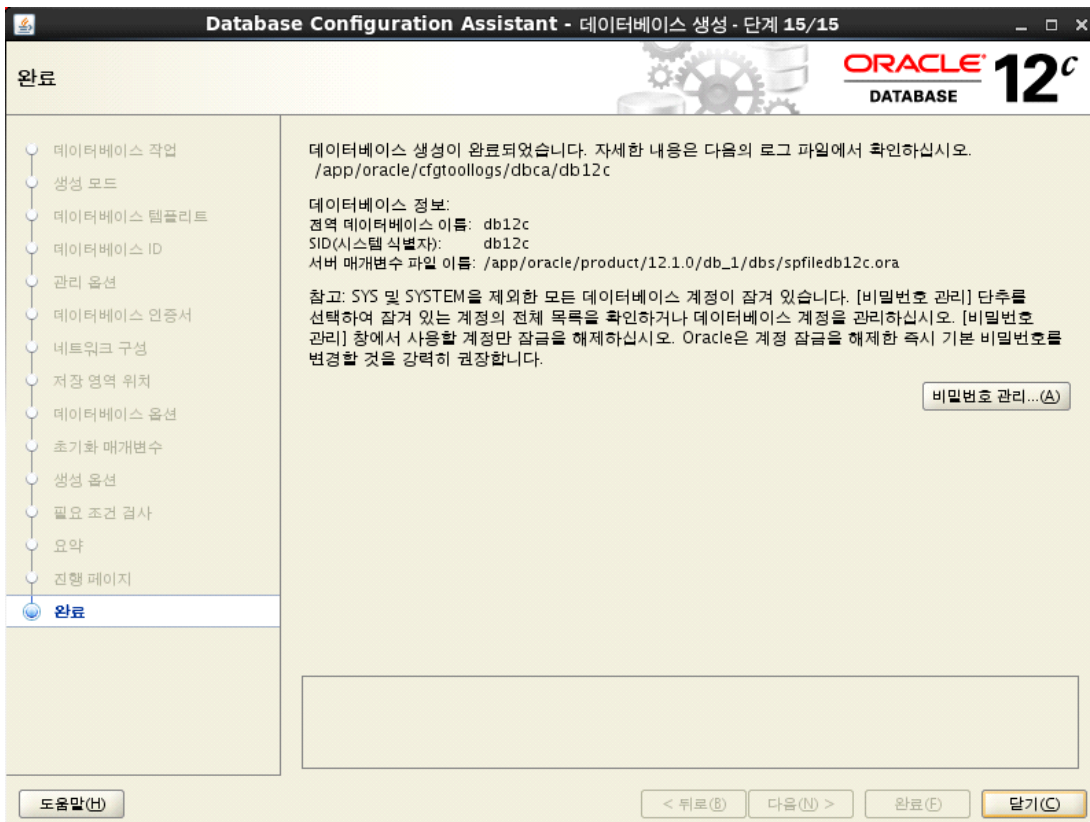 Database Configuration Assistant - 데이터베이스 생성 - 단계 15/15
완료
ORACLE 12c
DATABASE
데이터베이스 작업
생성 모드
데이터베이스 템플리트
데이터베이스 ID
관리 옵션
데이터베이스 인증서
네트워크 구성
저장 영역 위치
데이터베이스 옵션
초기화 매개변수
생성 옵션
필요 조건 검사
요약
진행 페이지
완료
데이터베이스 생성이 완료되었습니다. 자세한 내용은 다음의 로그 파일에서 확인하십시오.
/app/oracle/cfgtoollogs/dbca/db12c
데이터베이스 정보:
전역 데이터베이스 이름: db12c
SID(시스템 식별자): db12c
서버 매개변수 파일 이름: /app/oracle/product/12.1.0/db_1/dbs/spfiledb12c.ora
참고: SYS 및 SYSTEM을 제외한 모든 데이터베이스 계정이 잠겨 있습니다. [비밀번호 관리] 단추를
선택하여 잠겨 있는 계정의 전체 목록을 확인하거나 데이터베이스 계정을 관리하십시오. [비밀번호
관리] 창에서 사용할 계정만 잠금을 해제하십시오. Oracle은 계정 잠금을 해제한 즉시 기본 비밀번호를
변경할 것을 강력히 권장합니다.
비밀번호 관리...(A)
도움말(H)
< 뒤로(B)
다음(N) >
완료(F)
닫기(C)